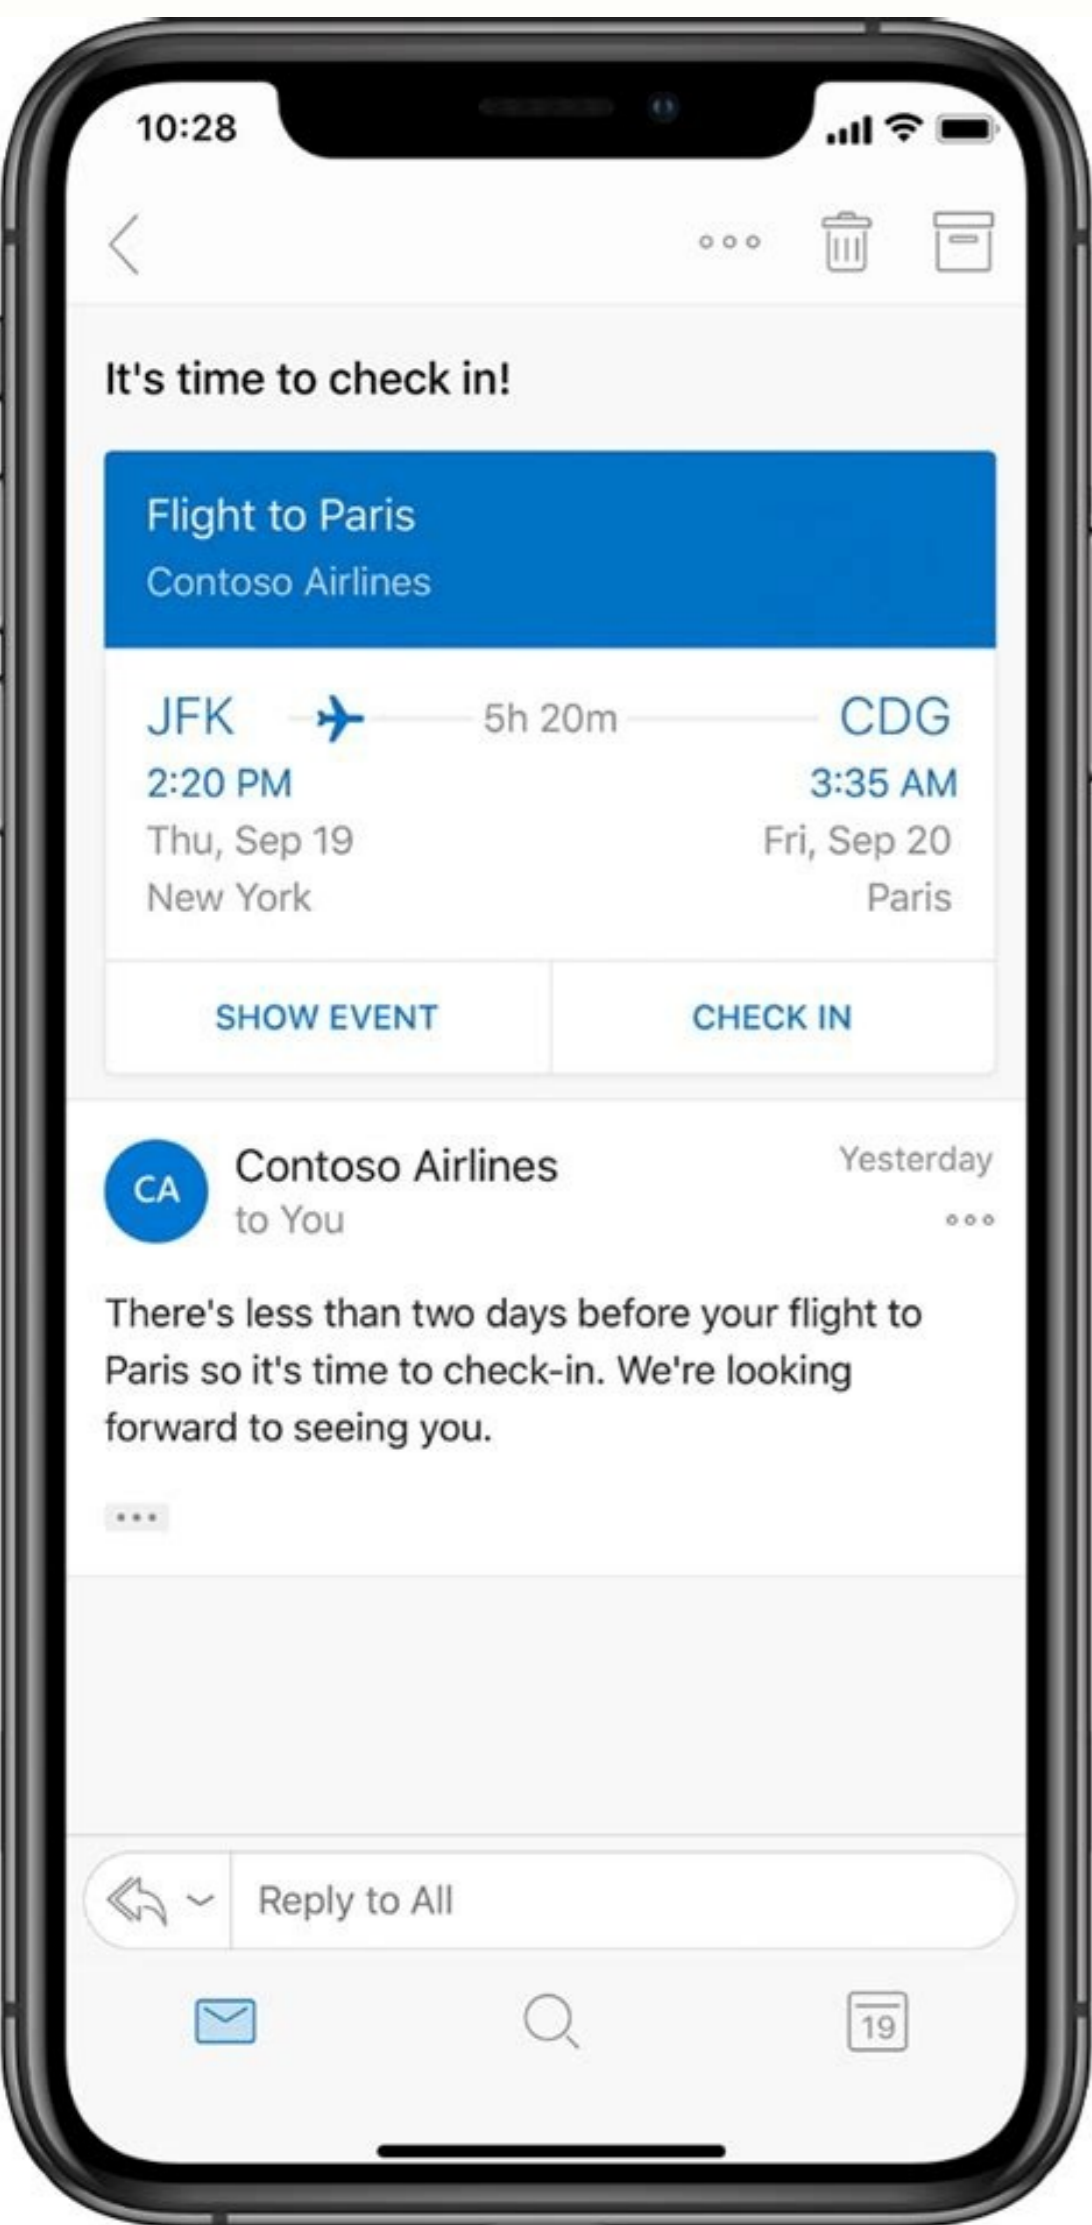 10:28
It's time to check in!
Flight to Paris
Contoso Airlines
JFK 5h 20m CDG
2:20 PM 3:35 AM
Thu, Sep 19 Fri, Sep 20
New York Paris
SHOW EVENT CHECK IN
CA Contoso Airlines Yesterday
to You
There's less than two days before your flight to
Paris so it's time to check-in. We're looking
forward to seeing you.
Reply to All
19